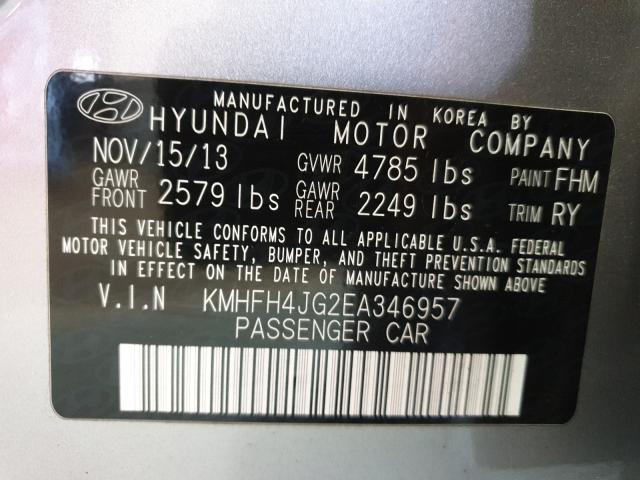 MANUFACTURED IN KOREA BY
HYUNDAI MOTOR COMPANY
NOV/15/13 GVWR 4785 lbs PAINT FHM
GAWR FRONT 2579 lbs GAWR REAR 2249 lbs TRIM RY
THIS VEHICLE CONFORMS TO ALL APPLICABLE U.S.A. FEDERAL
MOTOR VEHICLE SAFETY, BUMPER, AND THEFT PREVENTION STANDARDS
IN EFFECT ON THE DATE OF MANUFACTURE SHOWN ABOVE.
V.I.N KMHFH4JG2EA346957
PASSENGER CAR